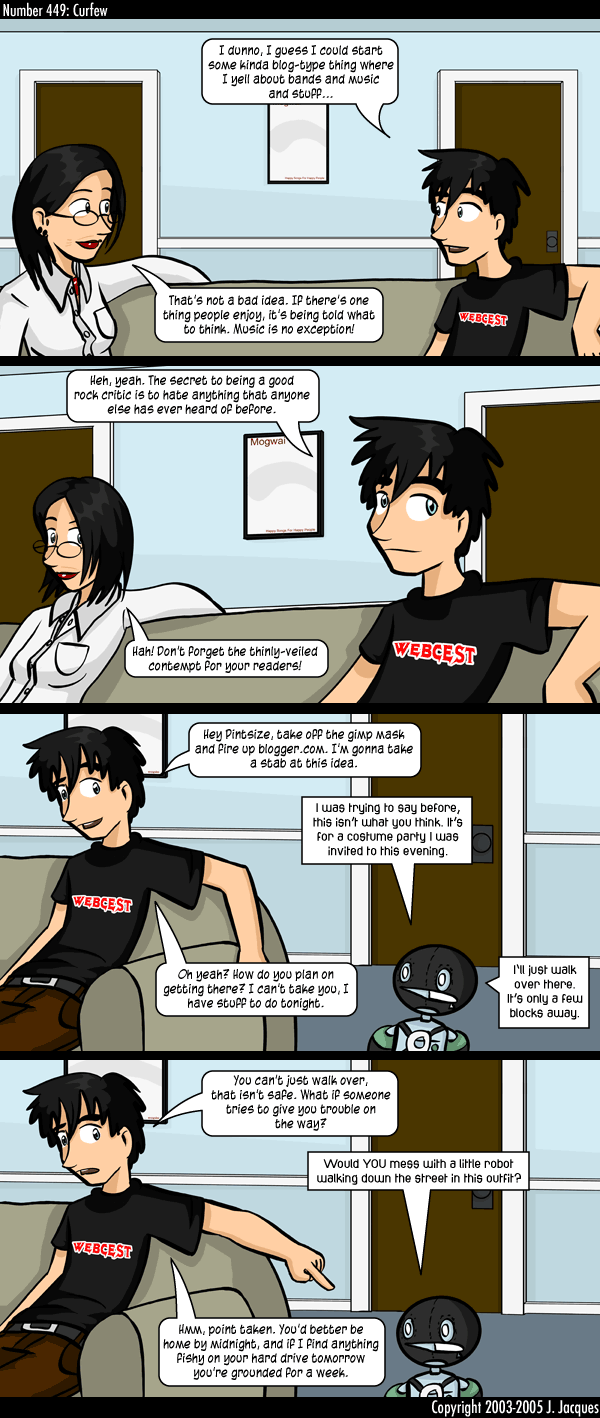 Number 449: Curfew
I dunno, I guess I could start
some kinda blog-type thing where
I yell about bands and music
and stuff...
Happy Songs For Happy People
WEBCEST
That's not a bad idea. If there's one
thing people enjoy, it's being told what
to think. Music is no exception!
Heh, yeah. The secret to being a good
rock critic is to hate anything that anyone
else has ever heard of before.
Mogwai
Happy Songs For Happy People
WEBCEST
Hah! Don't forget the thinly-veiled
contempt for your readers!
Hey Pintsize, take off the gimp mask
and fire up blogger.com. I'm gonna take
a stab at this idea.
I was trying to say before,
this isn't what you think. It's
for a costume party I was
invited to this evening.
WEBCEST
Oh yeah? How do you plan on
getting there? I can't take you, I
have stuff to do tonight.
I'll just walk
over there.
It's only a few
blocks away.
You can't just walk over,
that isn't safe. What if someone
tries to give you trouble on
the way?
Would YOU mess with a little robot
walking down the street in this outfit?
WEBCEST
Hmm, point taken. You'd better be
home by midnight, and if I find anything
fishy on your hard drive tomorrow
you're grounded for a week.
Copyright 2003-2005 J. Jacques